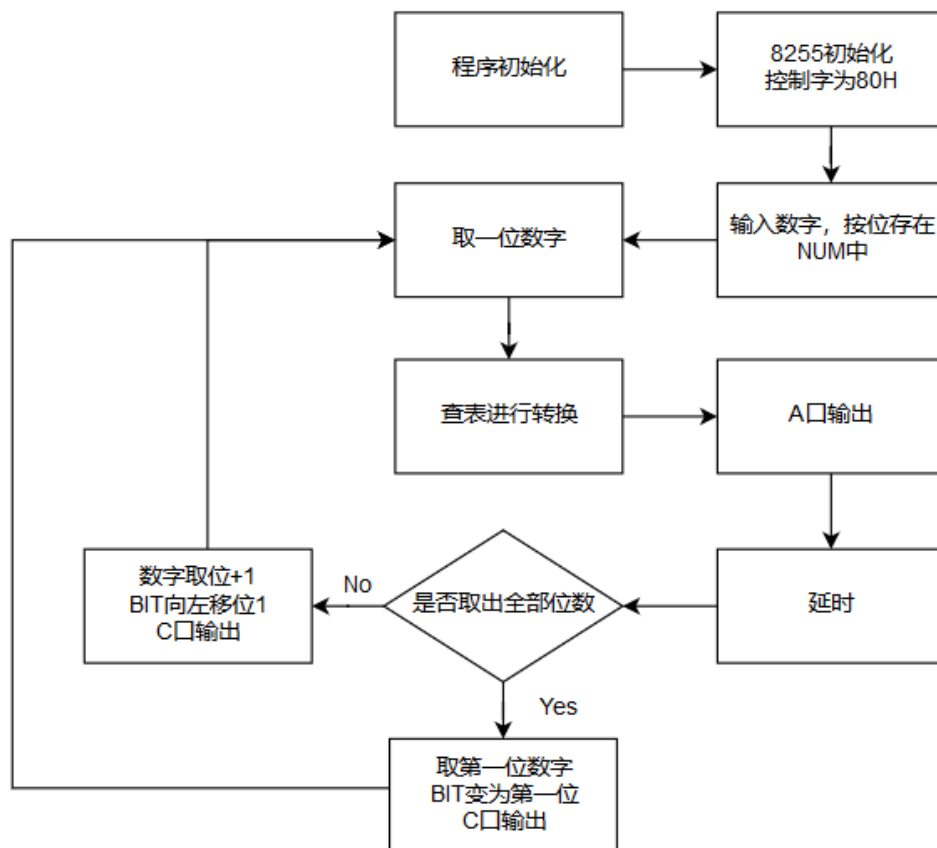 程序初始化
8255初始化
控制字为80H
取一位数字
输入数字，按位存在
NUM中
查表进行转换
A口输出
数字取位+1
BIT向左移位1
C口输出
No
是否取出全部位数
延时
Yes
取第一位数字
BIT变为第一位
C口输出